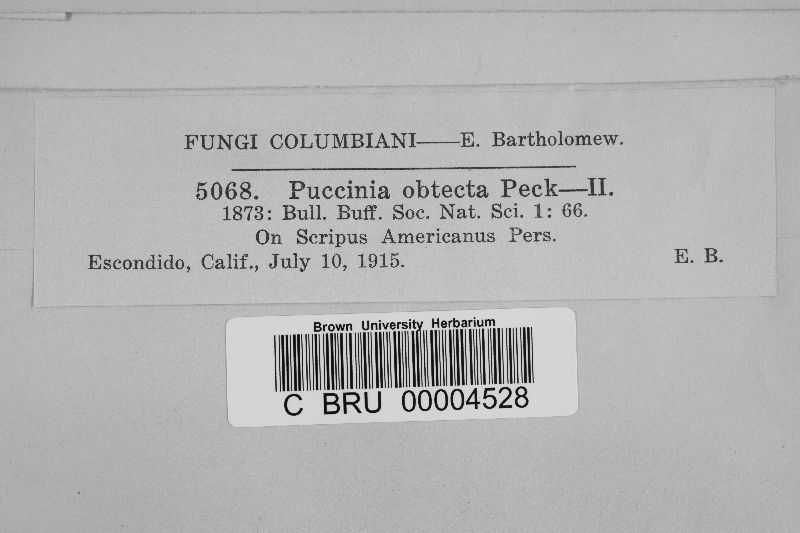 FUNGI COLUMBIANI——E. Bartholomew.
5068. Puccinia obtecta Peck—II.
1873: Bull. Buff. Soc. Nat. Sci. 1: 66.
On Scripus Americanus Pers.
Escondido, Calif., July 10, 1915. E. B.
Brown University Herbarium
C BRU 00004528